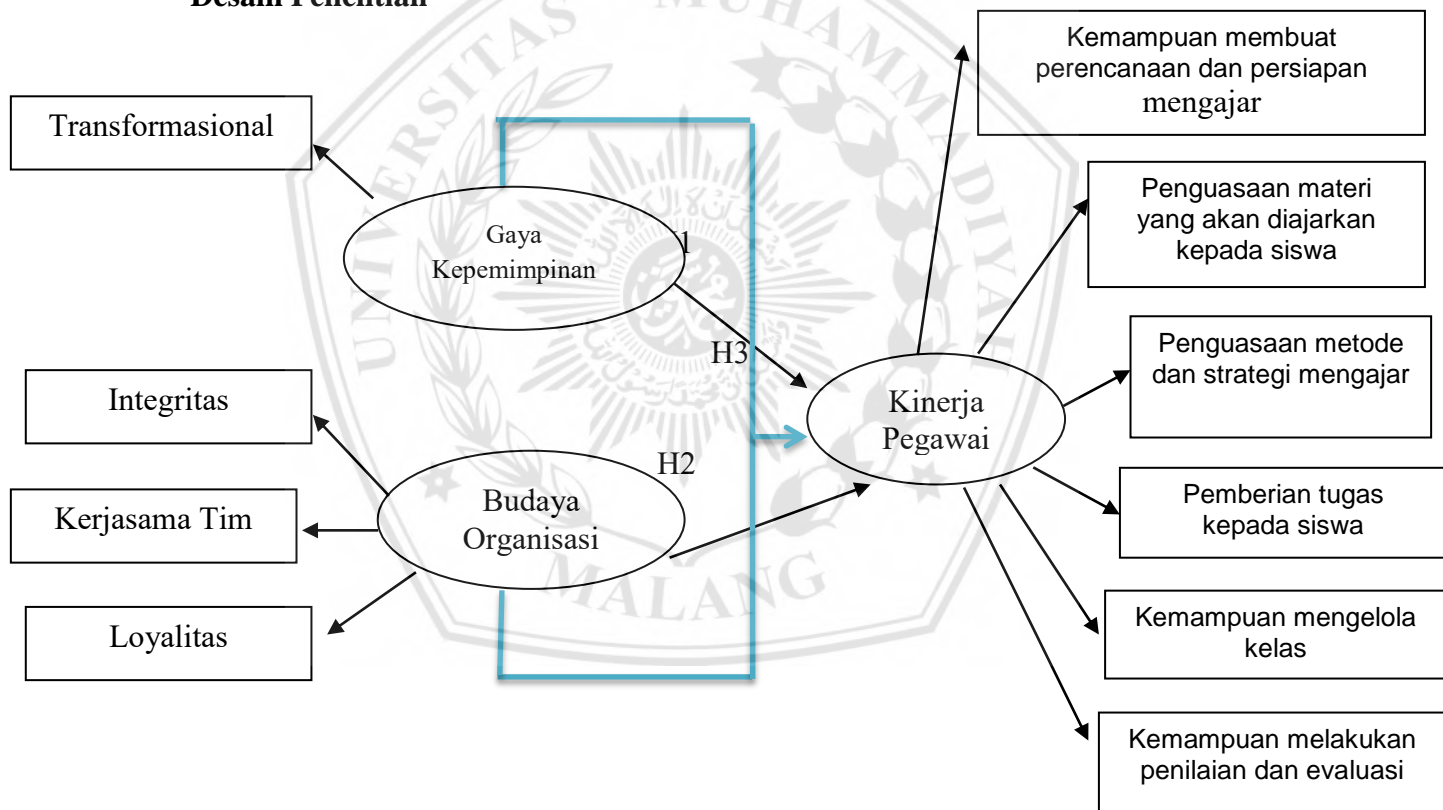 Desain Penelitian
UNIVERSITAS MUHAMMADIYAH
MALANG
Transformasional
Gaya
Kepemimpinan
Integritas
Kerjasama Tim
Loyalitas
Budaya
Organisasi
H3
H2
Kinerja
Pegawai
Kemampuan membuat
perencanaan dan persiapan
mengajar
Penguasaan materi
yang akan diajarkan
kepada siswa
Penguasaan metode
dan strategi mengajar
Pemberian tugas
kepada siswa
Kemampuan mengelola
kelas
Kemampuan melakukan
penilaian dan evaluasi